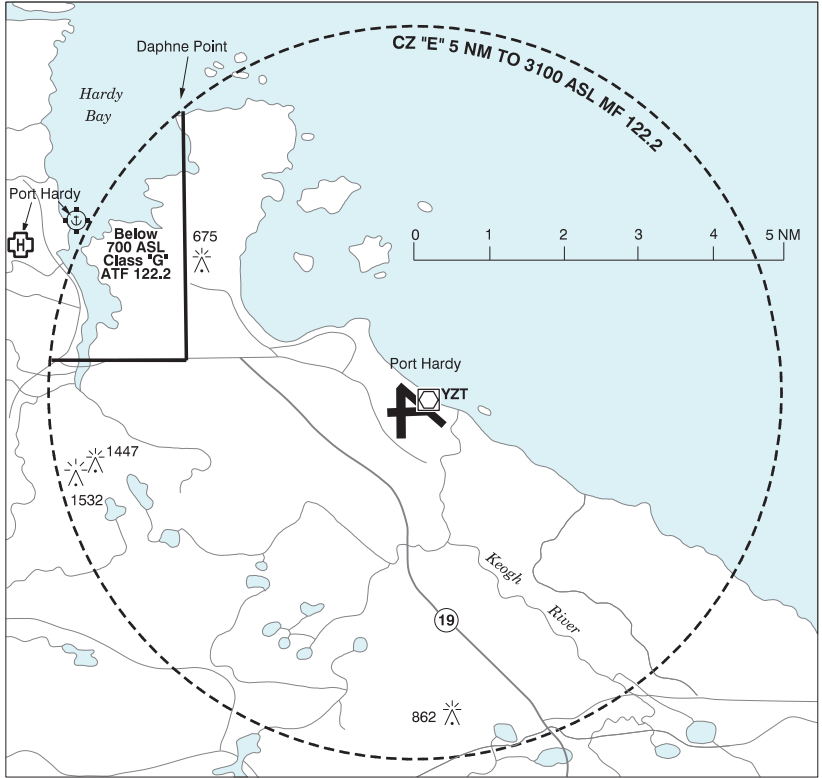 Daphne Point
CZ "E" 5 NM TO 3100 ASL MF 122.2
Hardy
Bay
Port Hardy
H
Below
700 ASL
Class "G"
ATF 122.2
675
0 1 2 3 4 5 NM
Port Hardy
YZT
1447
1532
Keogh
River
19
862